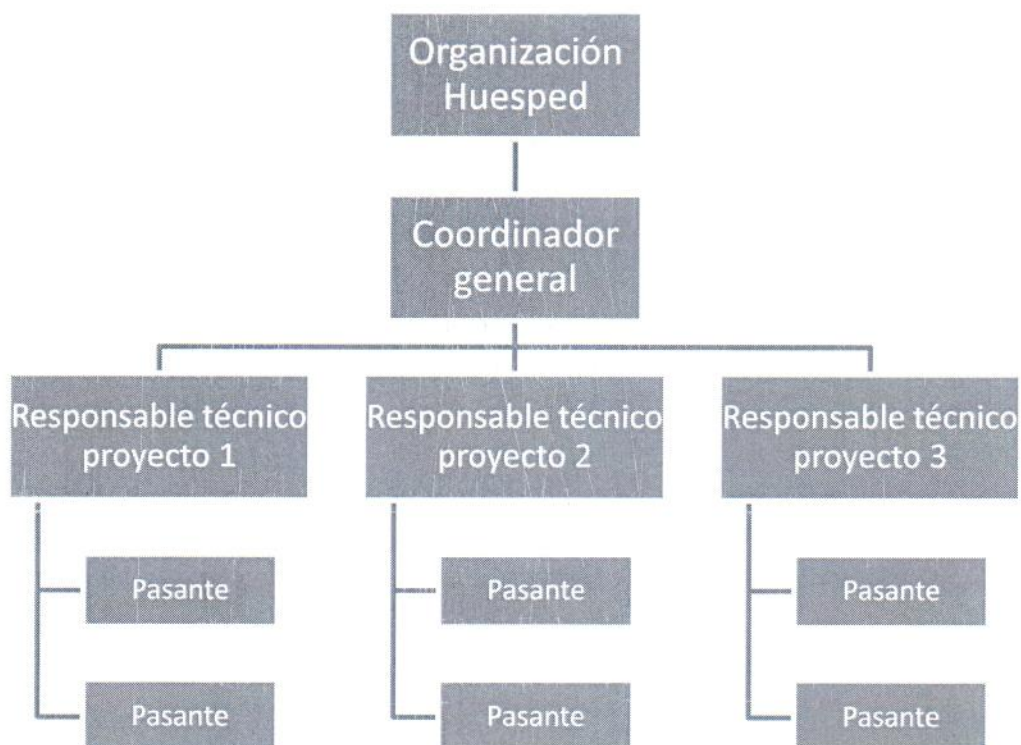 Organización
Huesped
Coordinador
general
Responsable técnico
proyecto 1
Responsable técnico
proyecto 2
Responsable técnico
proyecto 3
Pasante
Pasante
Pasante
Pasante
Pasante
Pasante